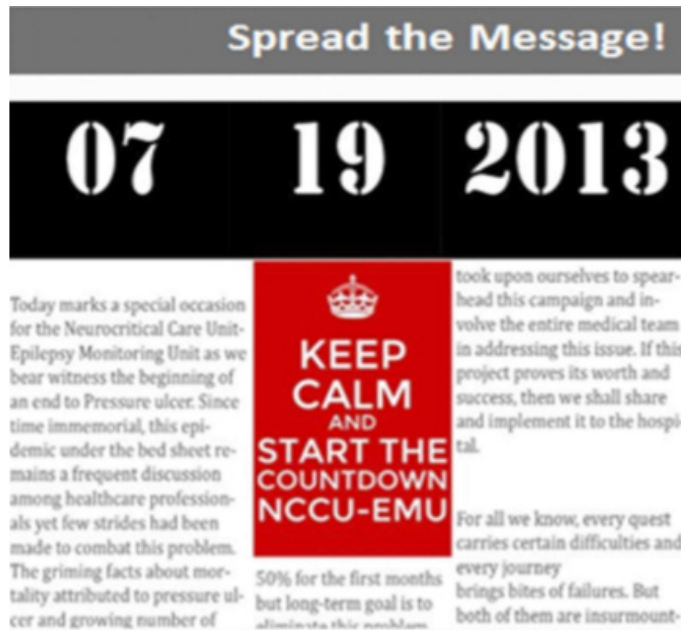 Spread the Message!
07 19 2013
Today marks a special occasion
for the Neurocritical Care Unit-
Epilepsy Monitoring Unit as we
bear witness the beginning of
an end to Pressure ulcer. Since
time immemorial, this epi-
demic under the bed sheet re-
mains a frequent discussion
among healthcare profession-
als yet few strides had been
made to combat this problem.
The griming facts about mor-
tality attributed to pressure ul-
cer and growing number of
KEEP
CALM
AND
START THE
COUNTDOWN
NCCU-EMU
50% for the first months
but long-term goal is to
eliminate this problem
took upon ourselves to spear-
head this campaign and in-
volve the entire medical team
in addressing this issue. If this
project proves its worth and
success, then we shall share
and implement it to the hospi-
tal.
For all we know, every quest
carries certain difficulties and
every journey
brings bites of failures. But
both of them are insurmount-